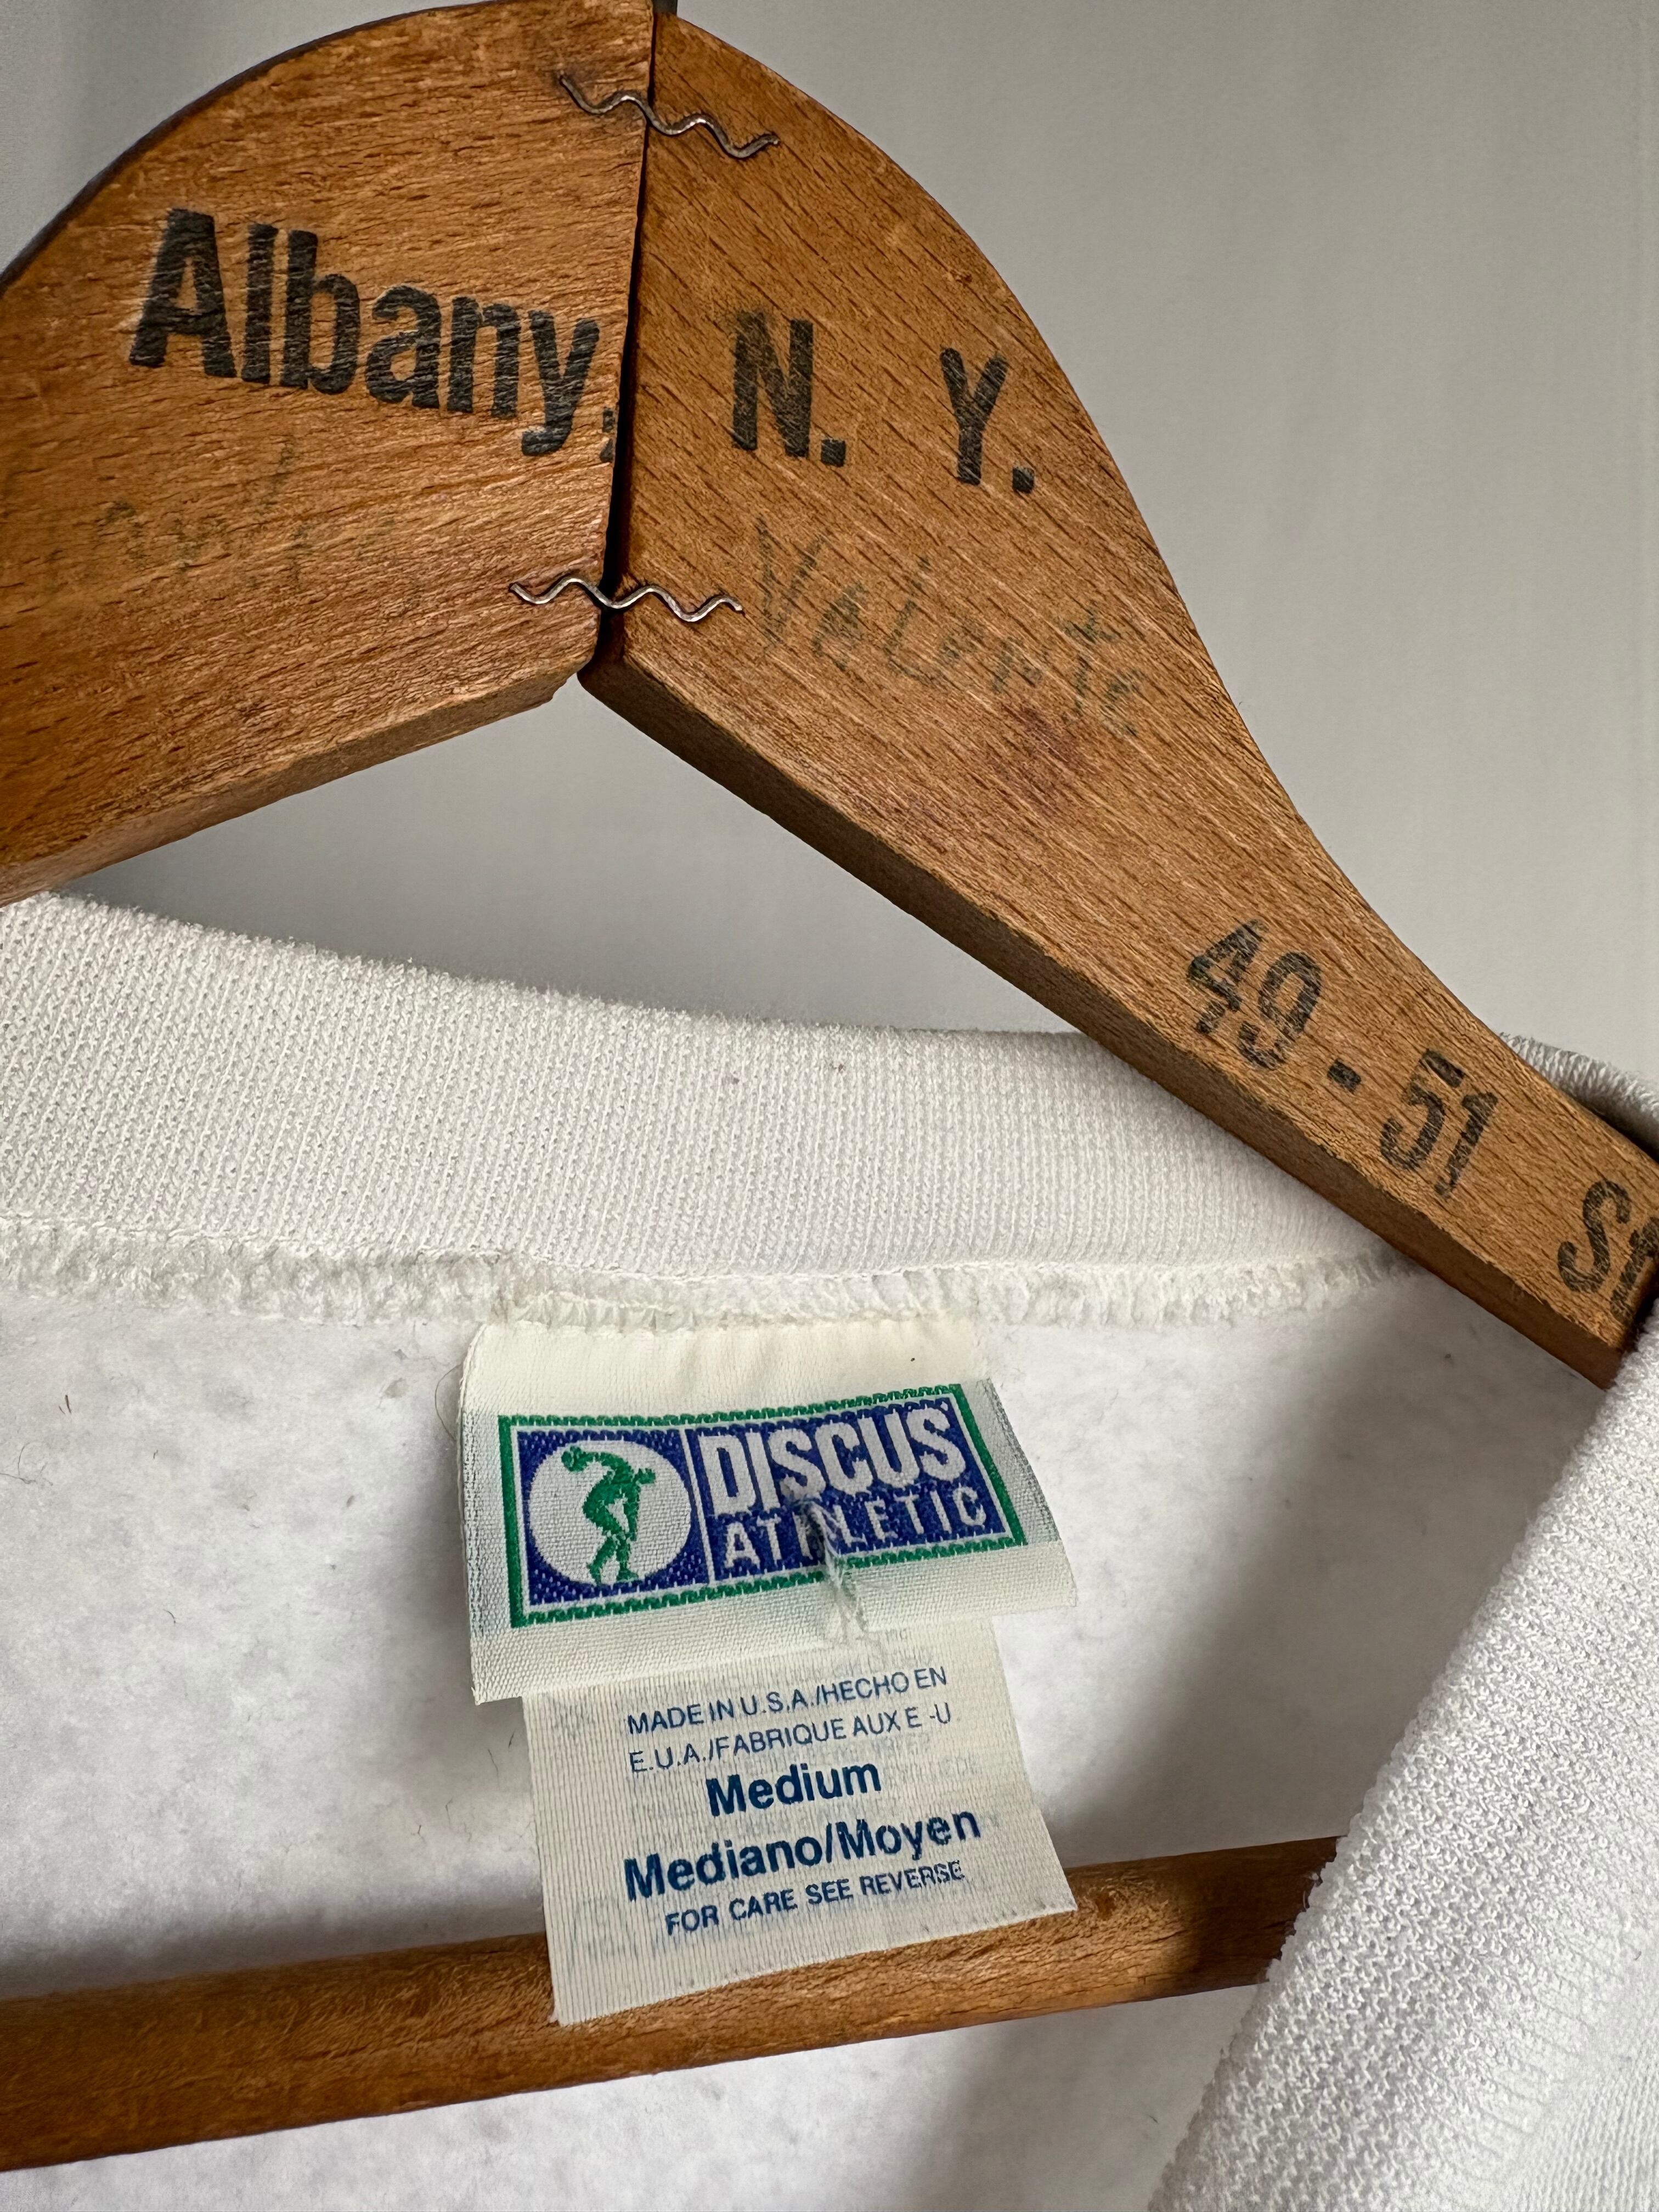 Albany, N. Y.
49-51
DISCUS
ATHLETIC
MADE IN U.S.A./HECHO EN
E.U.A./FABRIQUE AUX E -U
Medium
Mediano/Moyen
FOR CARE SEE REVERSE